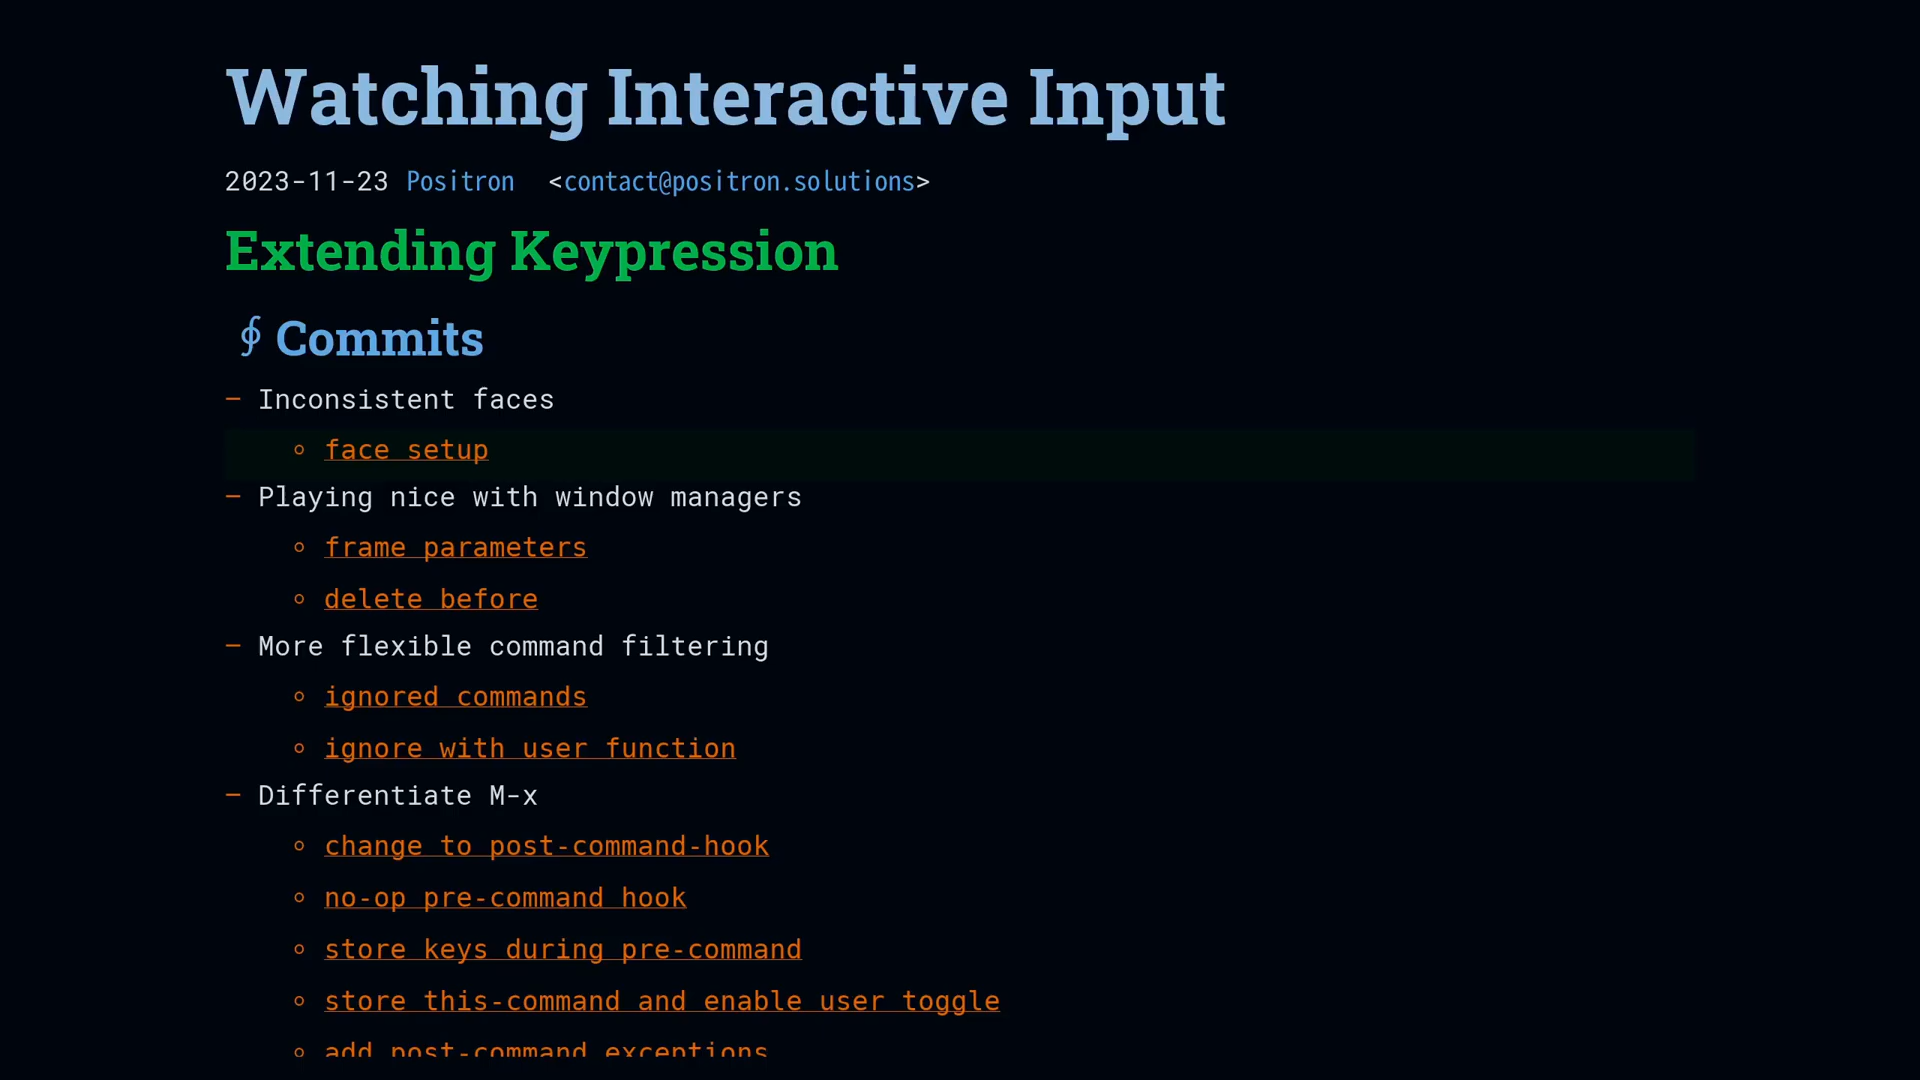 Watching Interactive Input
2023-11-23 Positron <contact@positron.solutions>
Extending Keypression
∮ Commits
– Inconsistent faces
◦ face setup
– Playing nice with window managers
◦ frame parameters
◦ delete before
– More flexible command filtering
◦ ignored commands
◦ ignore with user function
– Differentiate M-x
◦ change to post-command-hook
◦ no-op pre-command hook
◦ store keys during pre-command
◦ store this-command and enable user toggle
◦ add post-command exceptions